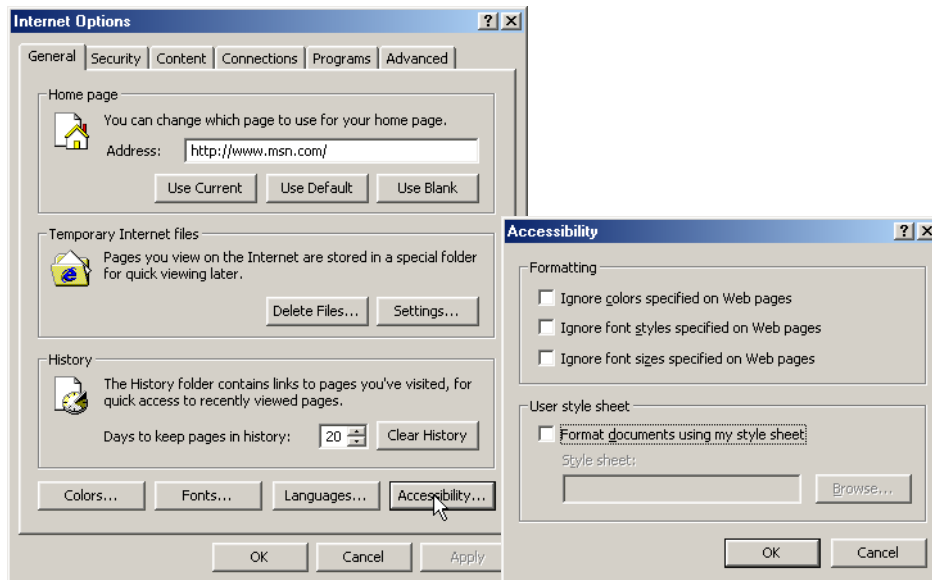 Internet Options
General Security Content Connections Programs Advanced
Home page
You can change which page to use for your home page.
Address: http://www.msn.com/
Use Current Use Default Use Blank
Temporary Internet files
Pages you view on the Internet are stored in a special folder
for quick viewing later.
Delete Files... Settings...
History
The History folder contains links to pages you've visited, for
quick access to recently viewed pages.
Days to keep pages in history: 20 Clear History
Colors... Fonts... Languages... Accessibility...
OK Cancel Apply
Accessibility
Formatting
Ignore colors specified on Web pages
Ignore font styles specified on Web pages
Ignore font sizes specified on Web pages
User style sheet
Format documents using my style sheet
Style sheet:
Browse...
OK Cancel